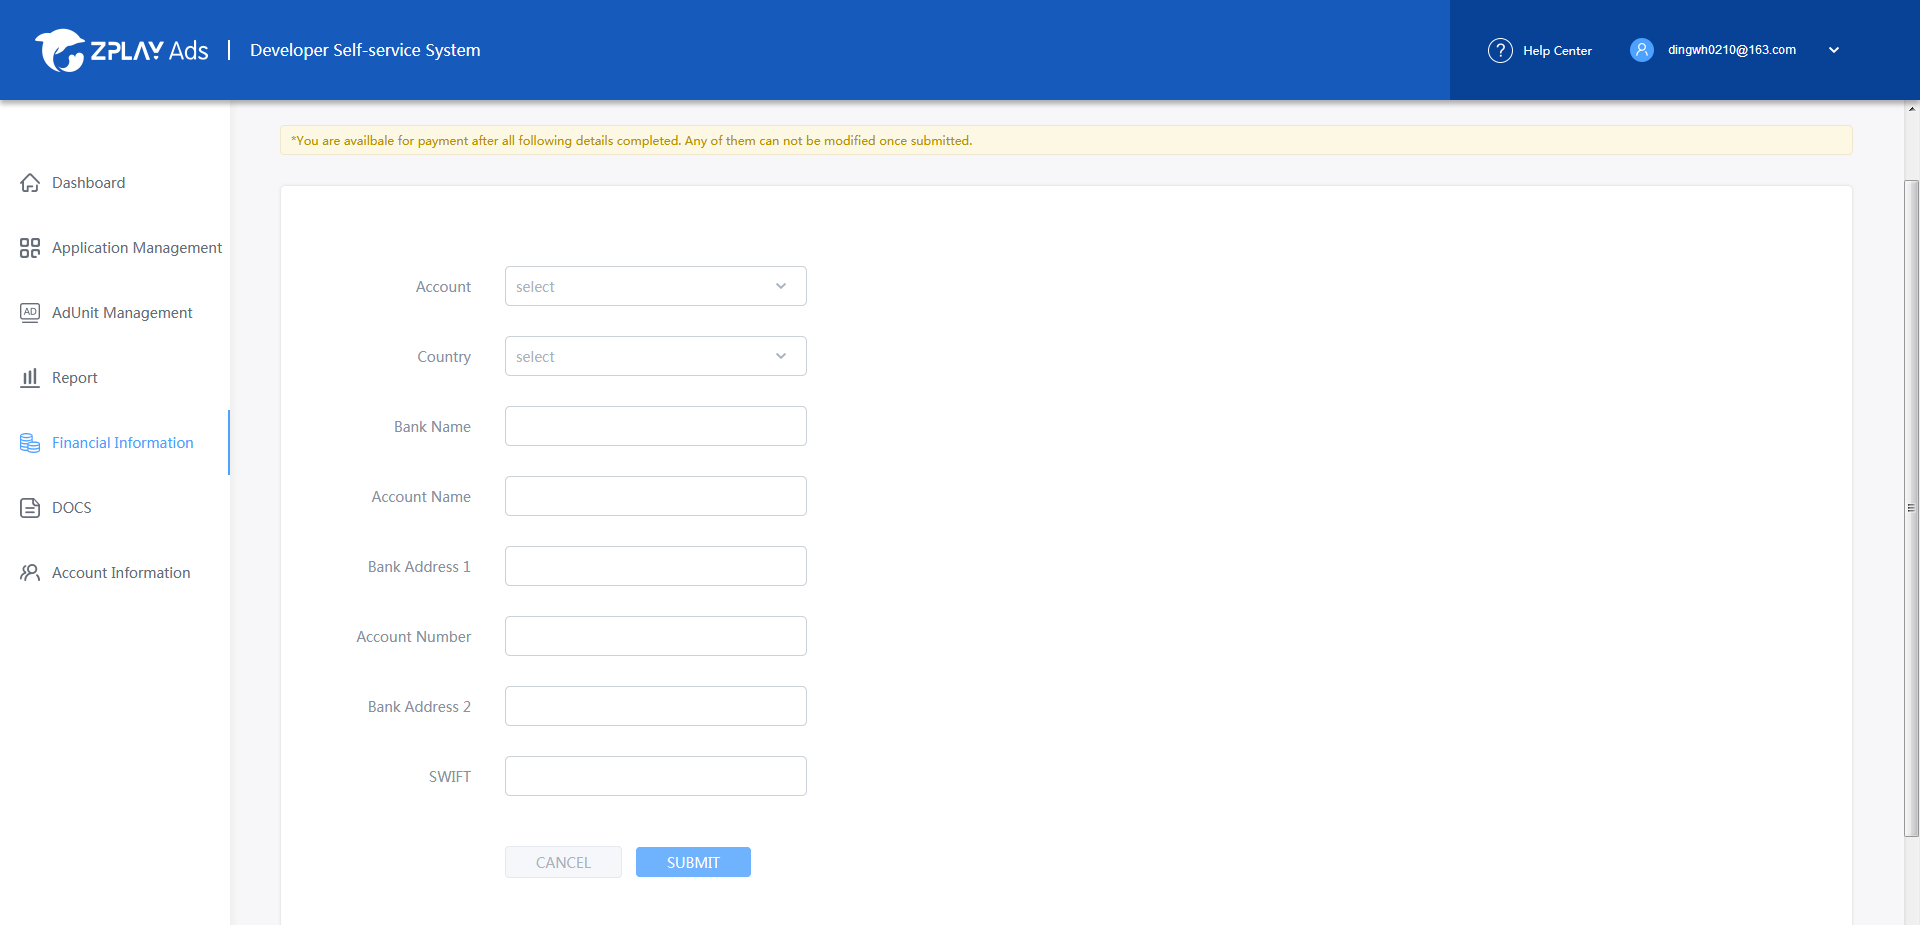 ZPLAY Ads | Developer Self-service System
? Help Center
dingwh0210@163.com
*You are availbale for payment after all following details completed. Any of them can not be modified once submitted.
Dashboard
Application Management
AD AdUnit Management
Report
Financial Information
DOCS
Account Information
Account select
Country select
Bank Name
Account Name
Bank Address 1
Account Number
Bank Address 2
SWIFT
CANCEL SUBMIT